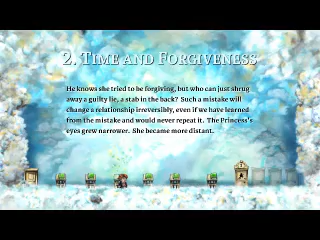 2. Time and Forgiveness
He knows she tried to be forgiving, but who can just shrug
away a guilty lie, a stab in the back?  Such a mistake will
change a relationship irreversibly, even if we have learned
from the mistake and would never repeat it.  The Princess's
eyes grew narrower.  She became more distant.